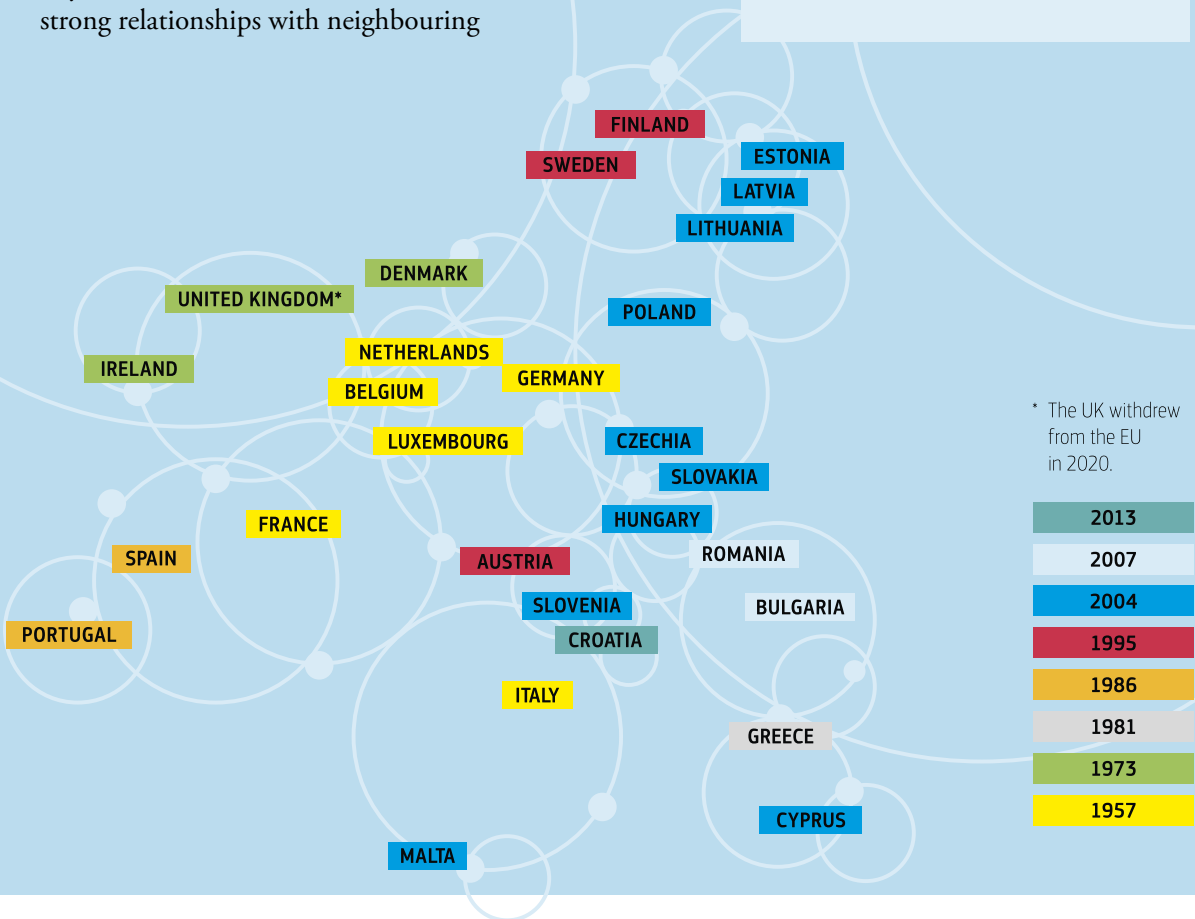 strong relationships with neighbouring
FINLAND
SWEDEN
ESTONIA
LATVIA
LITHUANIA
DENMARK
UNITED KINGDOM*
POLAND
IRELAND
NETHERLANDS
GERMANY
BELGIUM
LUXEMBOURG
CZECHIA
SLOVAKIA
FRANCE
HUNGARY
SPAIN
AUSTRIA
ROMANIA
SLOVENIA
BULGARIA
PORTUGAL
CROATIA
ITALY
GREECE
CYPRUS
MALTA
* The UK withdrew
from the EU
in 2020.
2013
2007
2004
1995
1986
1981
1973
1957